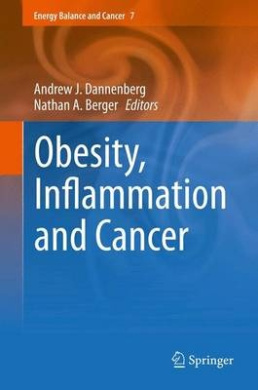 Energy Balance and Cancer 7
Andrew J. Dannenberg
Nathan A. Berger Editors
Obesity,
Inflammation
and Cancer
Springer